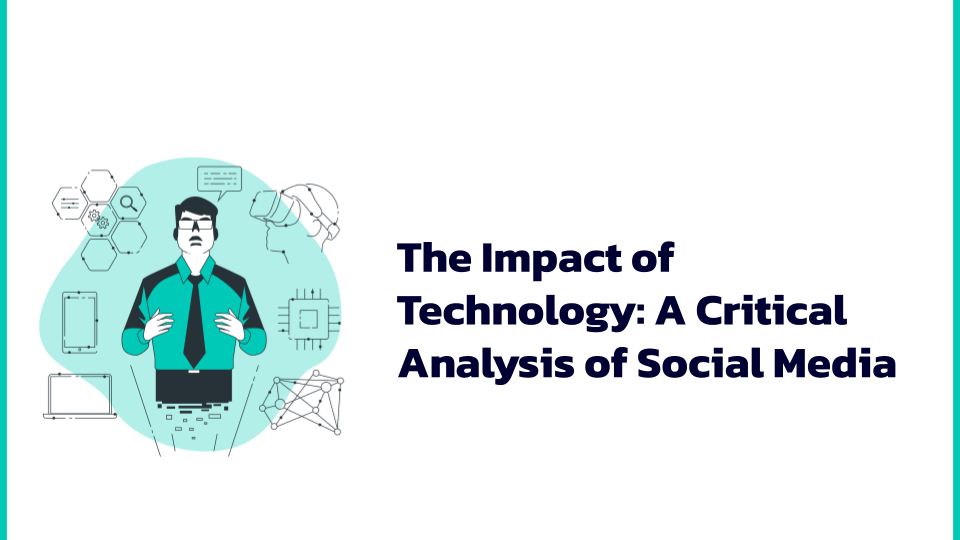 The Impact of
Technology: A Critical
Analysis of Social Media